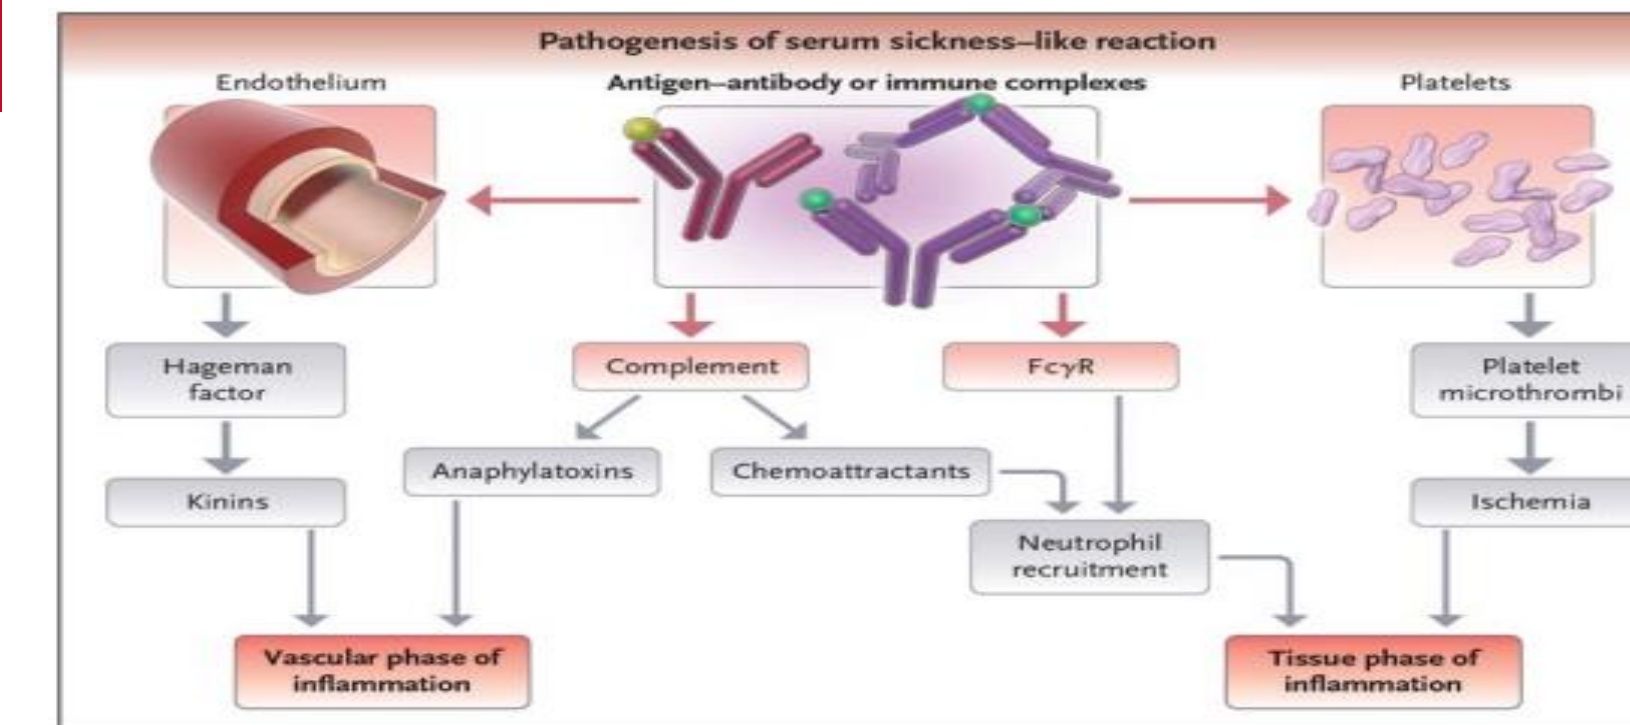 Pathogenesis of serum sickness–like reaction
Endothelium
Antigen–antibody or immune complexes
Platelets
Hageman
factor
Complement
FcγR
Platelet
microthrombi
Anaphylatoxins
Chemoattractants
Kinins
Ischemia
Neutrophil
recruitment
Vascular phase of
inflammation
Tissue phase of
inflammation